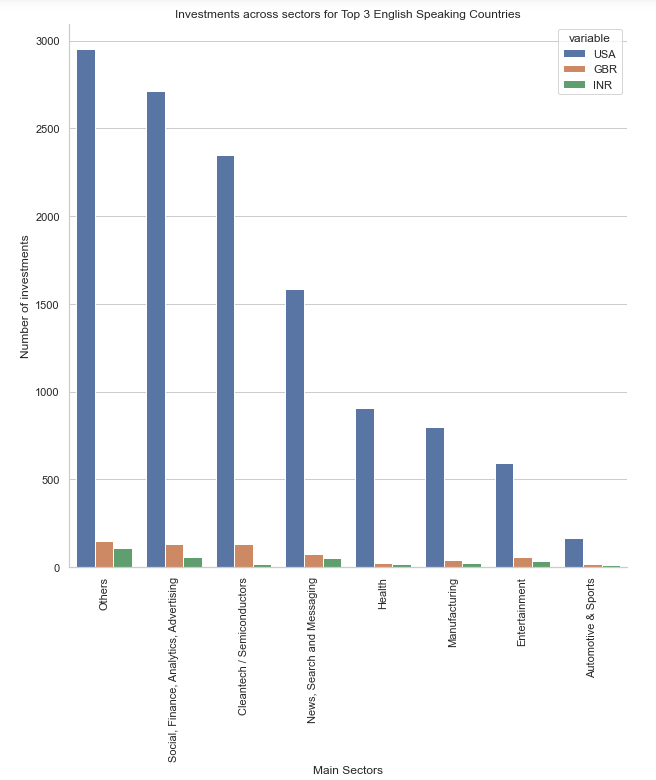 Investments across sectors for Top 3 English Speaking Countries
variable
USA
GBR
INR
Number of investments
3000
2500
2000
1500
1000
500
0
Others
Social, Finance, Analytics, Advertising
Cleantech / Semiconductors
News, Search and Messaging
Health
Manufacturing
Entertainment
Automotive & Sports
Main Sectors